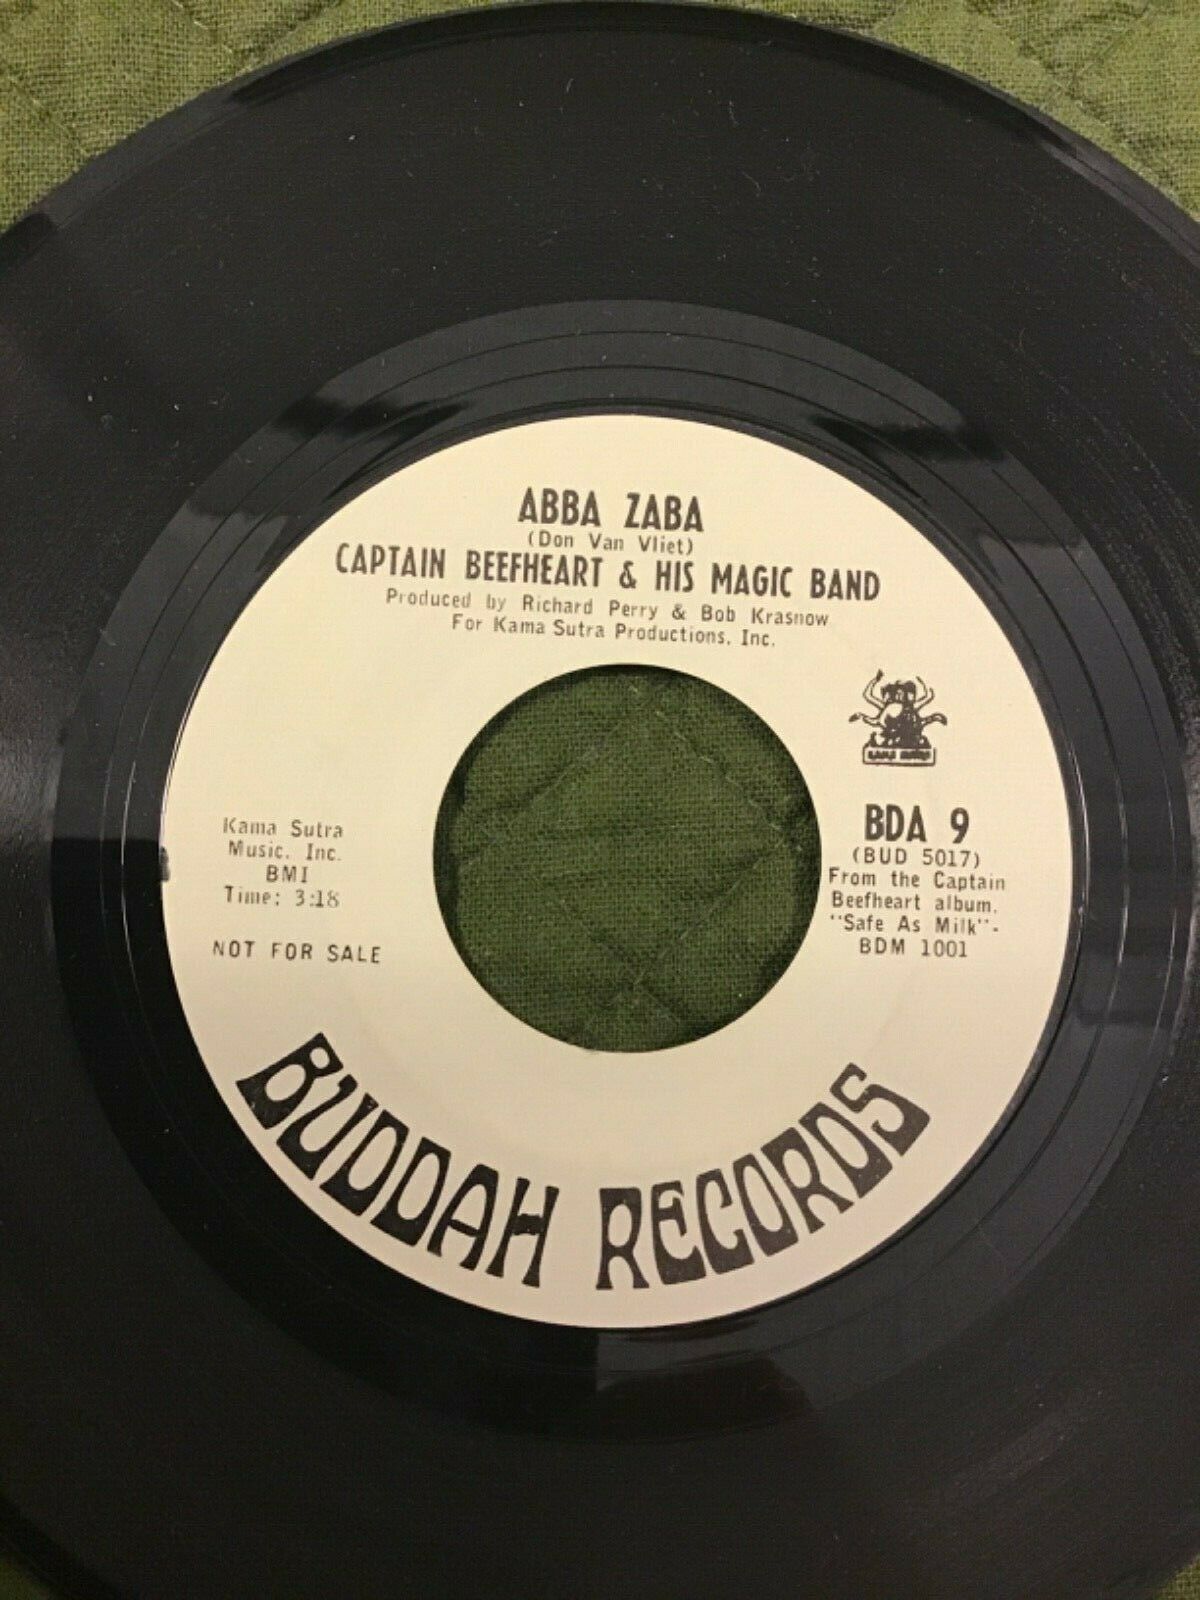 ABBA ZABA
(Don Van Vliet)
CAPTAIN BEEFHEART & HIS MAGIC BAND
Produced by Richard Perry & Bob Krasnow
For Kama Sutra Productions, Inc.
KAMA SUTRA
BDA 9
(BUD 5017)
From the Captain
Beefheart album,
"Safe As Milk"-
BDM 1001
Kama Sutra
Music, Inc.
BMI
Time: 3:18
NOT FOR SALE
BUDDAH RECORDS